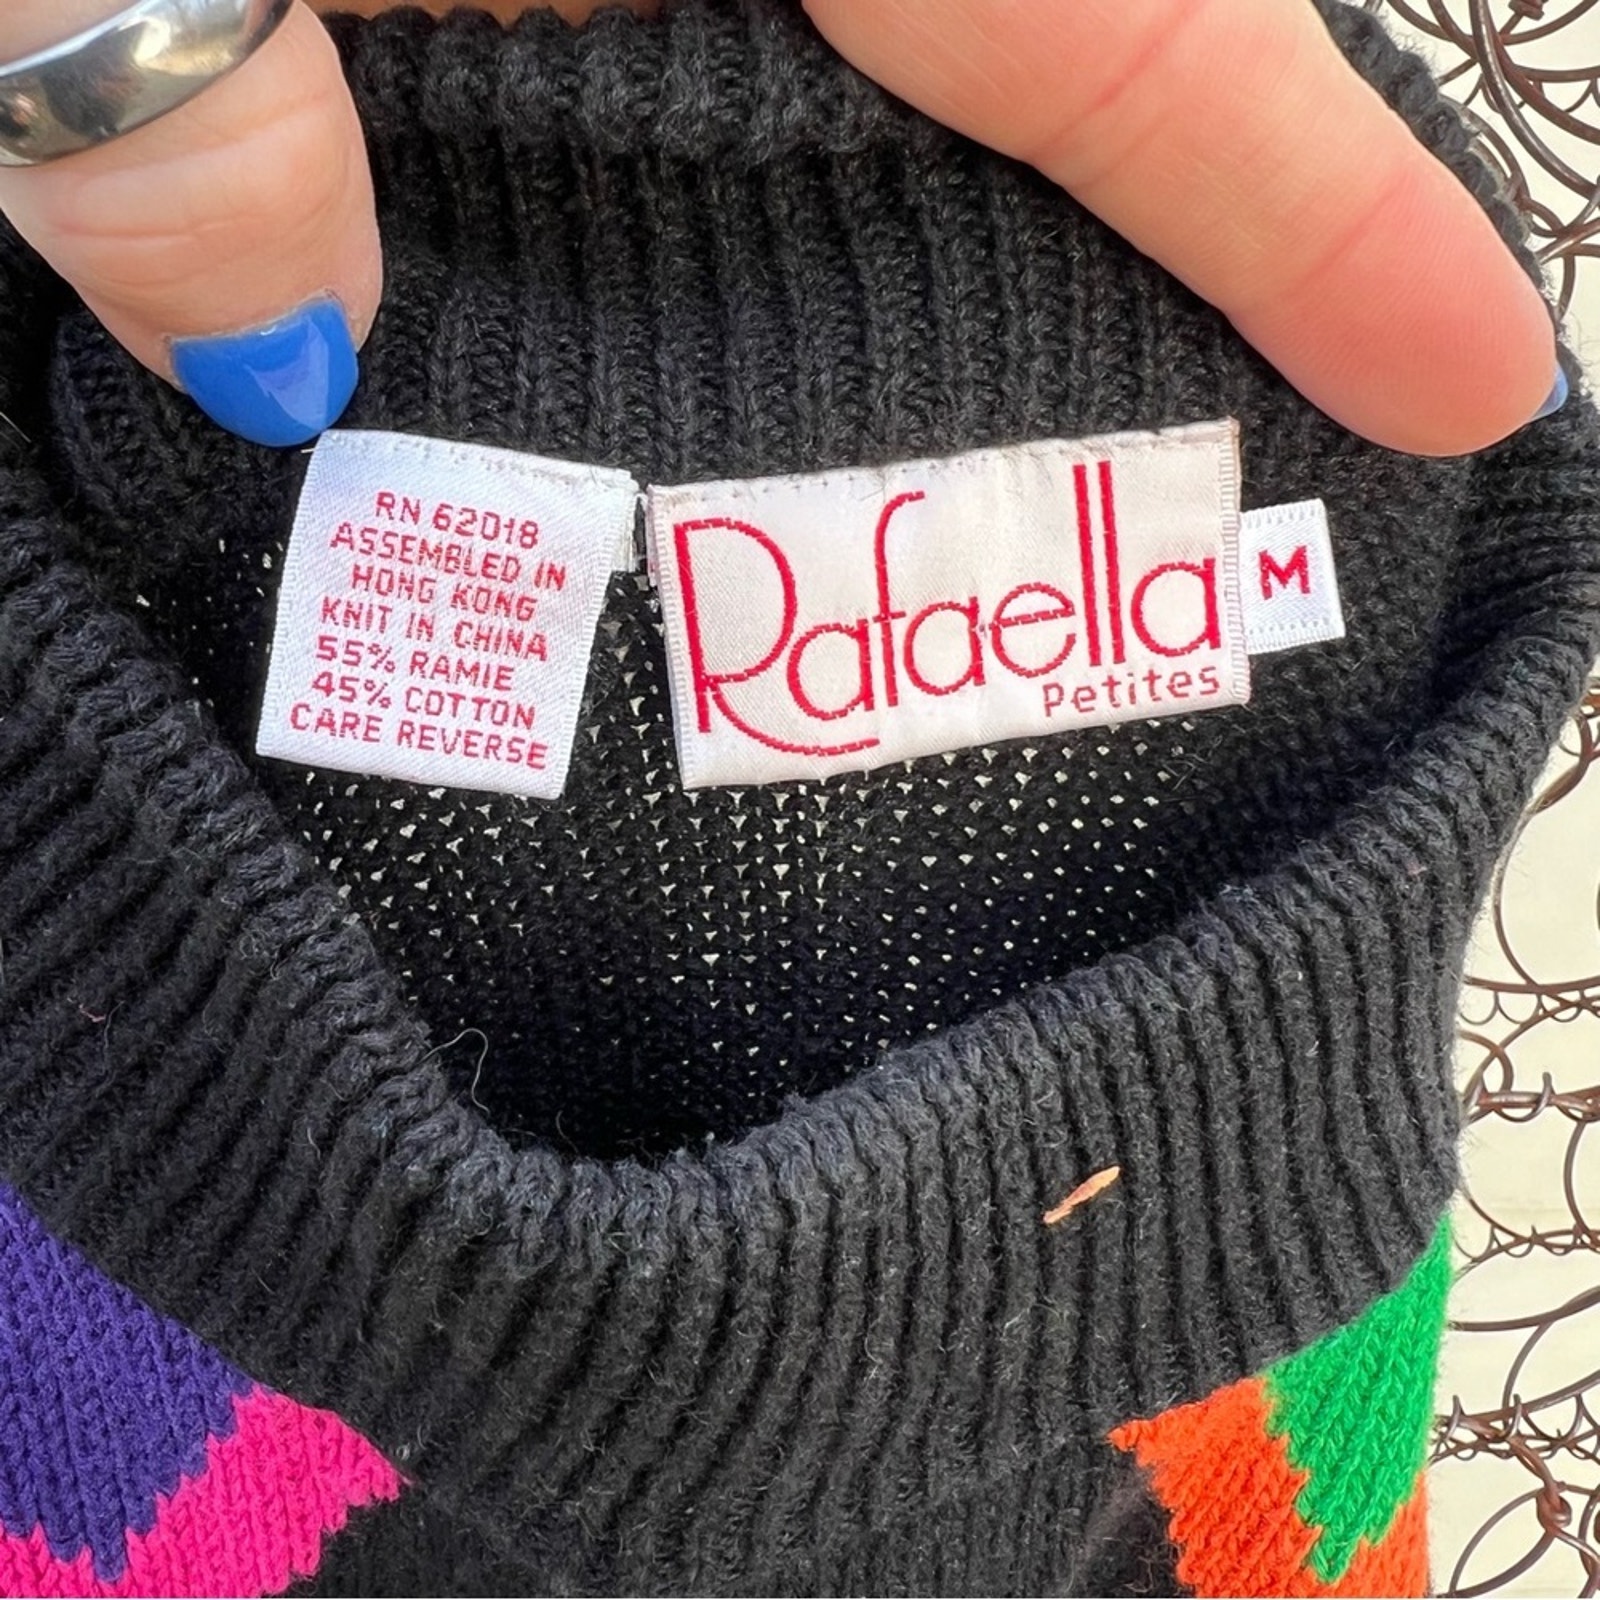 RN 62018
ASSEMBLED IN
HONG KONG
KNIT IN CHINA
55% RAMIE
45% COTTON
CARE REVERSE
Rafaella
Petites
M